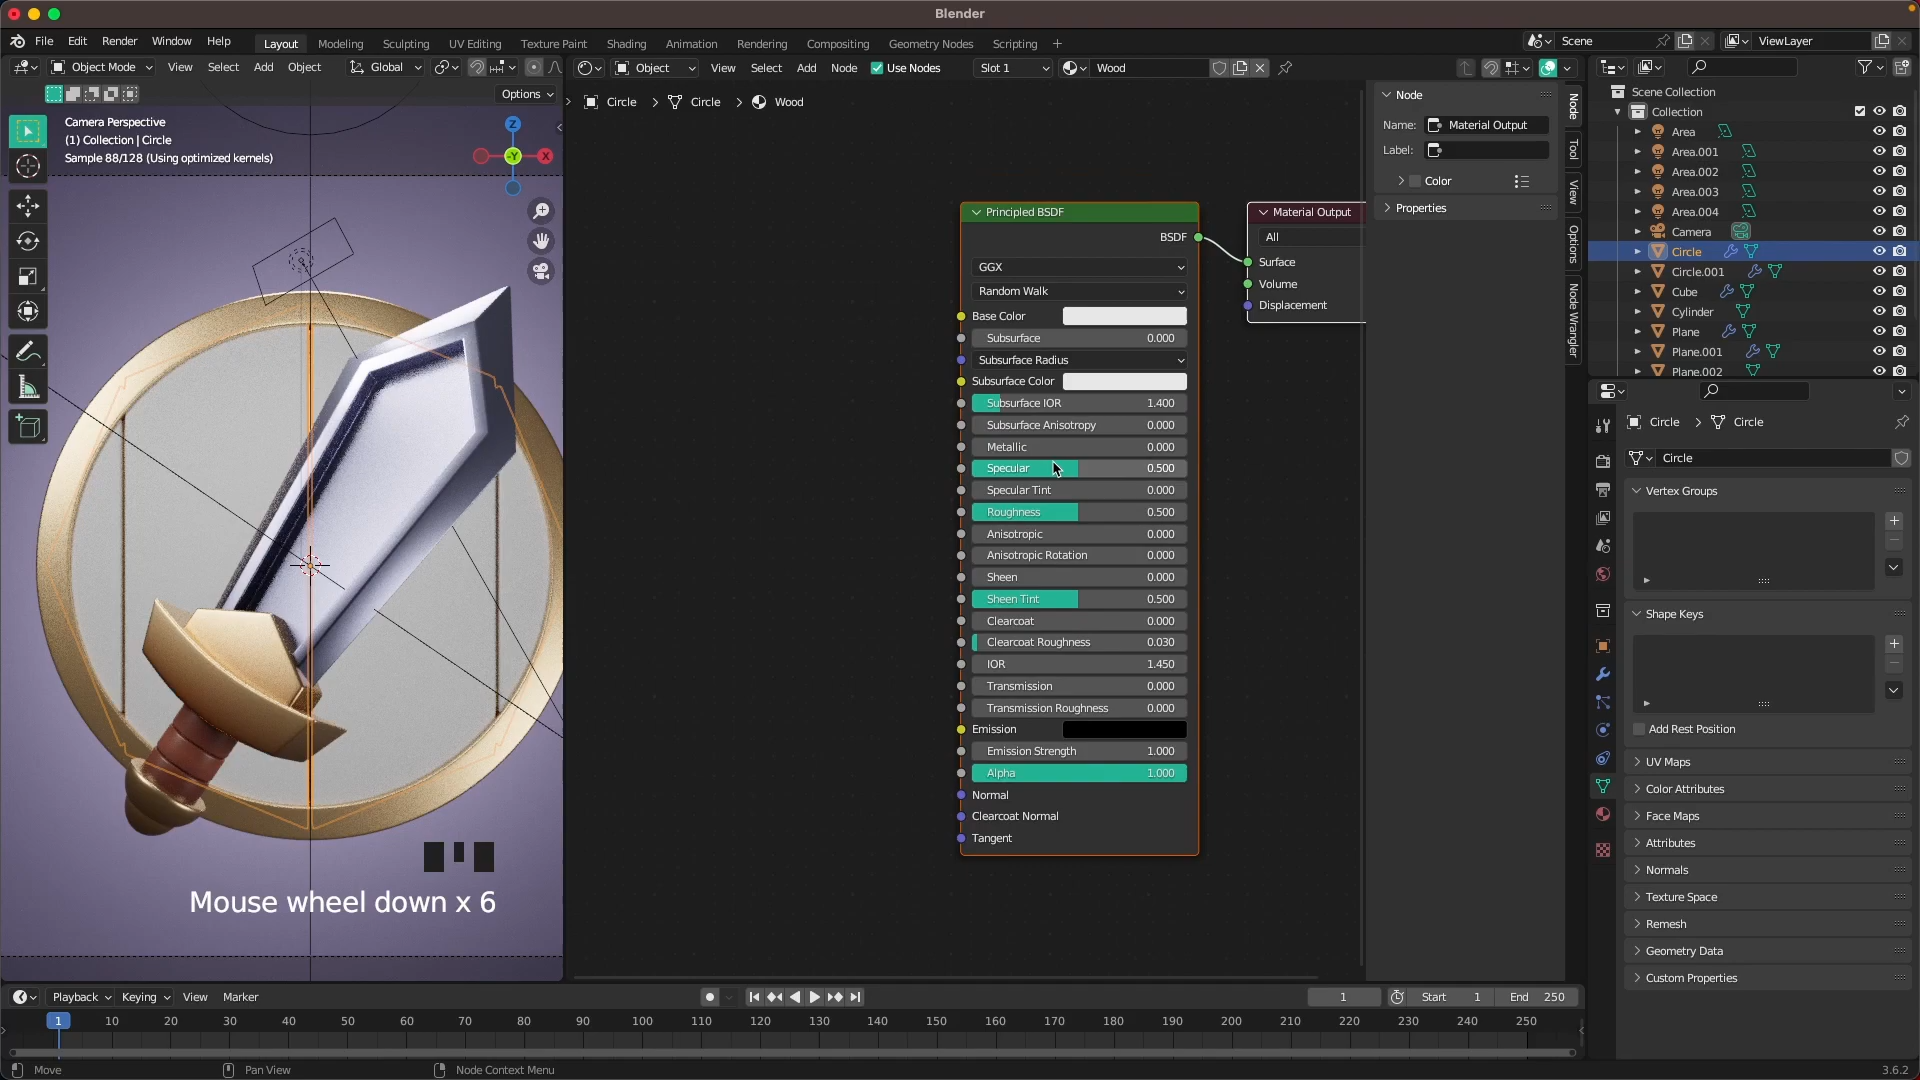 Blender
File Edit Render Window Help
Layout Modeling Sculpting UV Editing Texture Paint Shading Animation Rendering Compositing Geometry Nodes Scripting +
Scene
ViewLayer
Object Mode View Select Add Object Global
Object View Select Add Node Use Nodes Slot 1 Wood
Options
Camera Perspective
(1) Collection | Circle
Sample 88/128 (Using optimized kernels)
Z
-Y
X
Circle > Circle > Wood
Principled BSDF
BSDF
GGX
Random Walk
Base Color
Subsurface 0.000
Subsurface Radius
Subsurface Color
Subsurface IOR 1.400
Subsurface Anisotropy 0.000
Metallic 0.000
Specular 0.500
Specular Tint 0.000
Roughness 0.500
Anisotropic 0.000
Anisotropic Rotation 0.000
Sheen 0.000
Sheen Tint 0.500
Clearcoat 0.000
Clearcoat Roughness 0.030
IOR 1.450
Transmission 0.000
Transmission Roughness 0.000
Emission
Emission Strength 1.000
Alpha 1.000
Normal
Clearcoat Normal
Tangent
Material Output
All
Surface
Volume
Displacement
Node
Name: Material Output
Label:
Color
Properties
Node
Tool
View
Options
Node Wrangler
Scene Collection
Collection
Area
Area.001
Area.002
Area.003
Area.004
Camera
Circle
Circle.001
Cube
Cylinder
Plane
Plane.001
Plane.002
Circle > Circle
Circle
Vertex Groups
Shape Keys
Add Rest Position
UV Maps
Color Attributes
Face Maps
Attributes
Normals
Texture Space
Remesh
Geometry Data
Custom Properties
Mouse wheel down x 6
Playback Keying View Marker
1 Start 1 End 250
1 10 20 30 40 50 60 70 80 90 100 110 120 130 140 150 160 170 180 190 200 210 220 230 240 250
Move Pan View Node Context Menu 3.6.2